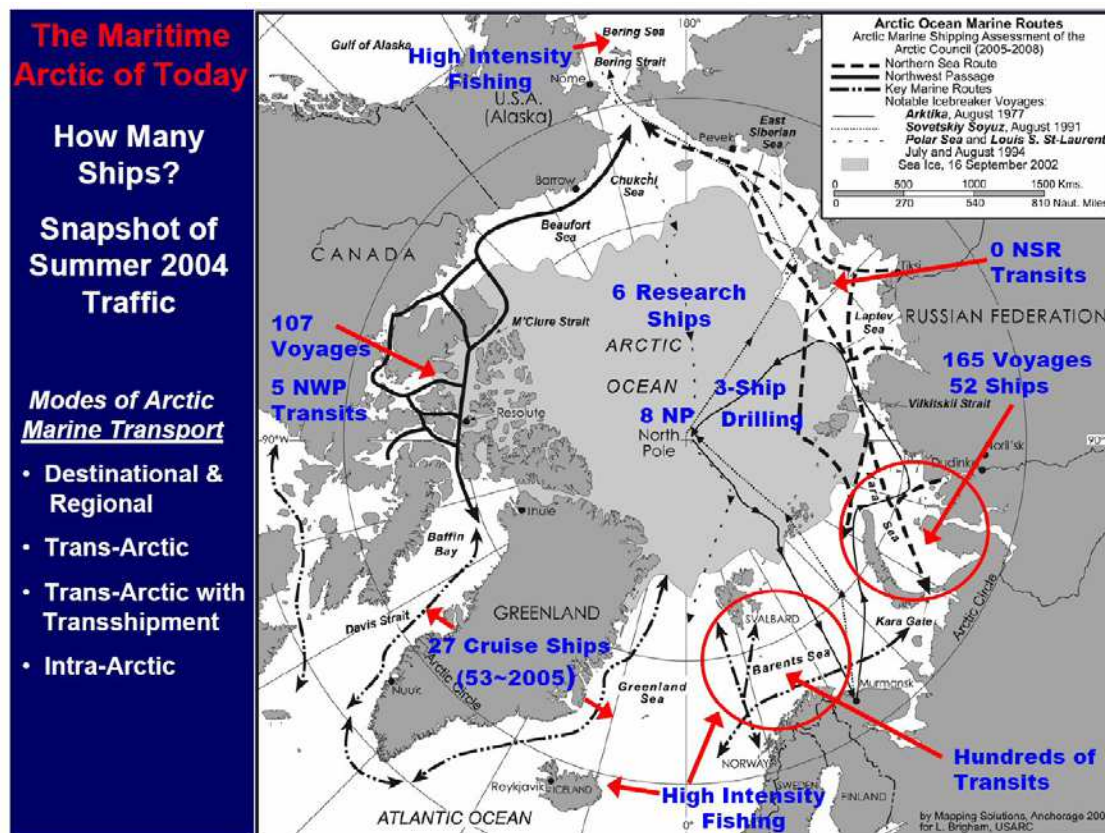 The Maritime
Arctic of Today
How Many
Ships?
Snapshot of
Summer 2004
Traffic
Modes of Arctic
Marine Transport
• Destinational &
Regional
• Trans-Arctic
• Trans-Arctic with
Transshipment
• Intra-Arctic
Arctic Ocean Marine Routes
Arctic Marine Shipping Assessment of the
Arctic Council (2005-2008)
Northern Sea Route
Northwest Passage
Key Marine Routes
Notable Icebreaker Voyages:
Arktika, August 1977
Sovetskiy Soyuz, August 1991
Polar Sea and Louis S. St-Laurent
July and August 1994
Sea Ice, 16 September 2002
0 500 1000 1500 Kms.
0 270 540 810 Naut. Miles
180°
Gulf of Alaska
Bering Sea
High Intensity
Fishing
Bering Strait
Nome
U.S.A.
(Alaska)
Pevek
East
Siberian
Sea
Barrow
Chukchi
Sea
Beaufort
Sea
CANADA
0 NSR
Transits
Tiksi
6 Research
Ships
Laptev
Sea
RUSSIAN FEDERATION
M'Clure Strait
107
Voyages
ARCTIC
OCEAN
165 Voyages
52 Ships
5 NWP
Transits
3-Ship
Drilling
Vilkitskii Strait
Resolute
8 NP
North
Pole
90°W
90°
Noril'sk
Dudinka
Kara
Sea
Thule
Baffin
Bay
GREENLAND
Davis Strait
SVALBARD
Kara Gate
Arctic Circle
27 Cruise Ships
(53~2005)
Barents Sea
Murmansk
Nuuk
Arctic Circle
Greenland
Sea
Hundreds of
Transits
NORWAY
Reykjavik
ICELAND
High Intensity
Fishing
SWEDEN
FINLAND
ATLANTIC OCEAN
0°
by Mapping Solutions, Anchorage 200
for L. Brigham, USARC